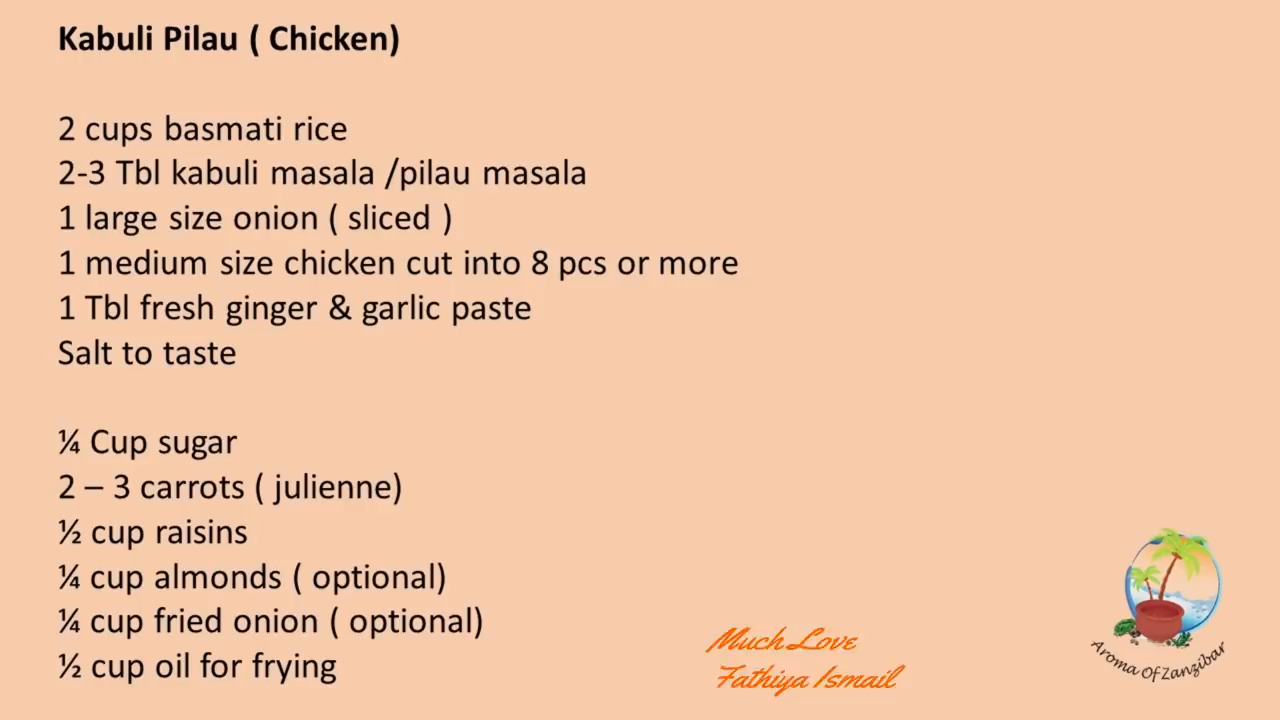 Kabuli Pilau ( Chicken)
2 cups basmati rice
2-3 Tbl kabuli masala /pilau masala
1 large size onion ( sliced )
1 medium size chicken cut into 8 pcs or more
1 Tbl fresh ginger & garlic paste
Salt to taste
¼ Cup sugar
2 – 3 carrots ( julienne)
½ cup raisins
¼ cup almonds ( optional)
¼ cup fried onion ( optional)
½ cup oil for frying
Much Love
Fathiya Ismail
Aroma Of Zanzibar